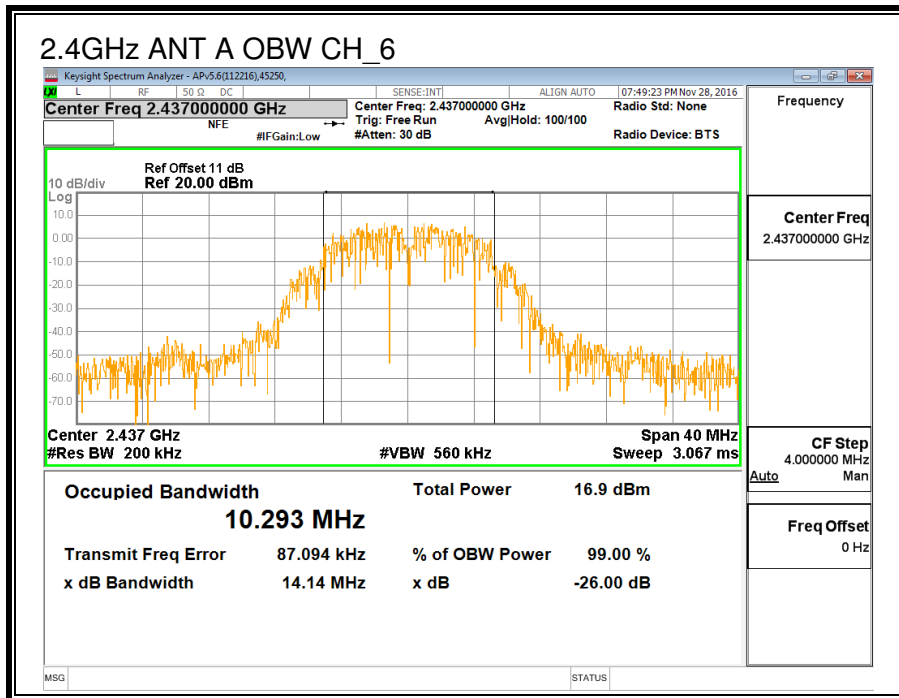 2.4GHz ANT A OBW CH_6
Keysight Spectrum Analyzer - APv5.6(112216),45250,
LXI L RF 50 Ω DC SENSE:INT ALIGN AUTO 07:49:23 PM Nov 28, 2016
Center Freq 2.437000000 GHz
NFE
#IFGain:Low
Center Freq: 2.437000000 GHz
Trig: Free Run Avg|Hold: 100/100
#Atten: 30 dB
Radio Std: None
Radio Device: BTS
Ref Offset 11 dB
10 dB/div Ref 20.00 dBm
Log
10.0
0.00
-10.0
-20.0
-30.0
-40.0
-50.0
-60.0
-70.0
Center 2.437 GHz Span 40 MHz
#Res BW 200 kHz #VBW 560 kHz Sweep 3.067 ms
Occupied Bandwidth Total Power 16.9 dBm
10.293 MHz
Transmit Freq Error 87.094 kHz % of OBW Power 99.00 %
x dB Bandwidth 14.14 MHz x dB -26.00 dB
MSG STATUS
Frequency
Center Freq
2.437000000 GHz
CF Step
4.000000 MHz
Auto Man
Freq Offset
0 Hz